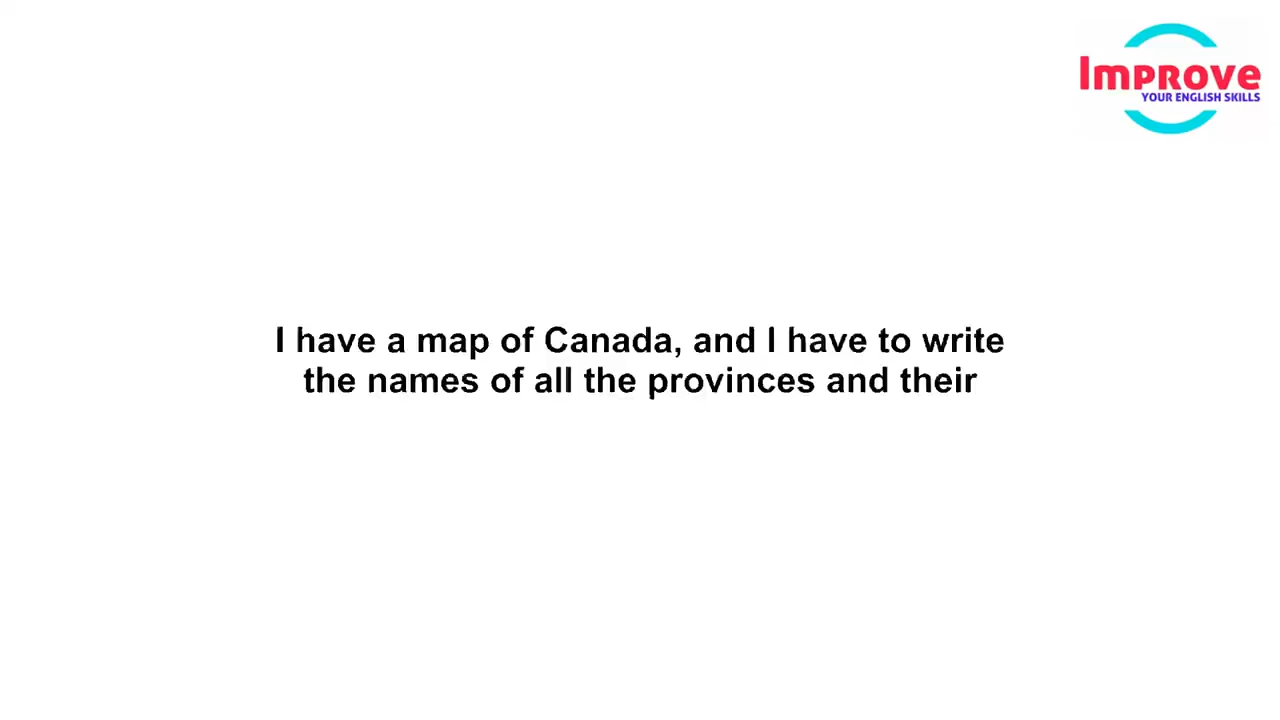 Improve
YOUR ENGLISH SKILLS
I have a map of Canada, and I have to write
the names of all the provinces and their